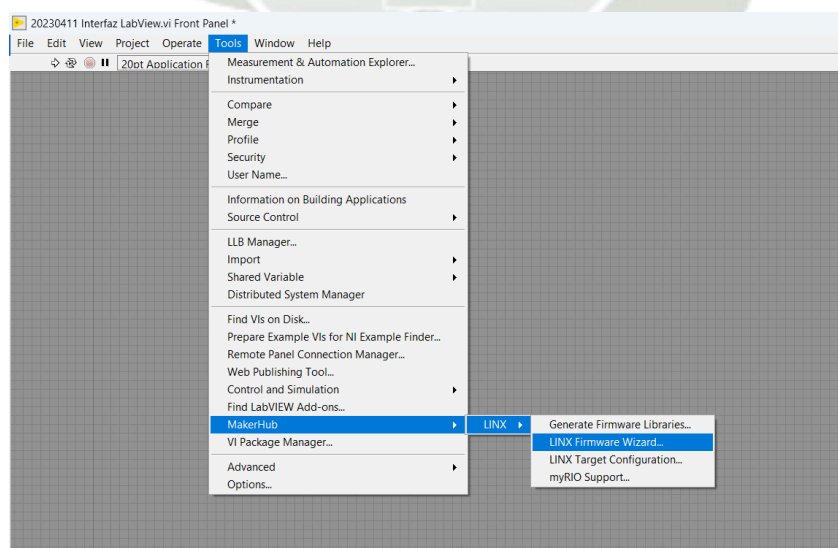 20230411 Interfaz LabView.vi Front Panel *
File Edit View Project Operate Tools Window Help
20pt Application
Measurement & Automation Explorer...
Instrumentation
Compare
Merge
Profile
Security
User Name...
Information on Building Applications
Source Control
LLB Manager...
Import
Shared Variable
Distributed System Manager
Find VIs on Disk...
Prepare Example VIs for NI Example Finder...
Remote Panel Connection Manager...
Web Publishing Tool...
Control and Simulation
Find LabVIEW Add-ons...
MakerHub
LINX
Generate Firmware Libraries...
LINX Firmware Wizard...
LINX Target Configuration...
myRIO Support...
VI Package Manager...
Advanced
Options...